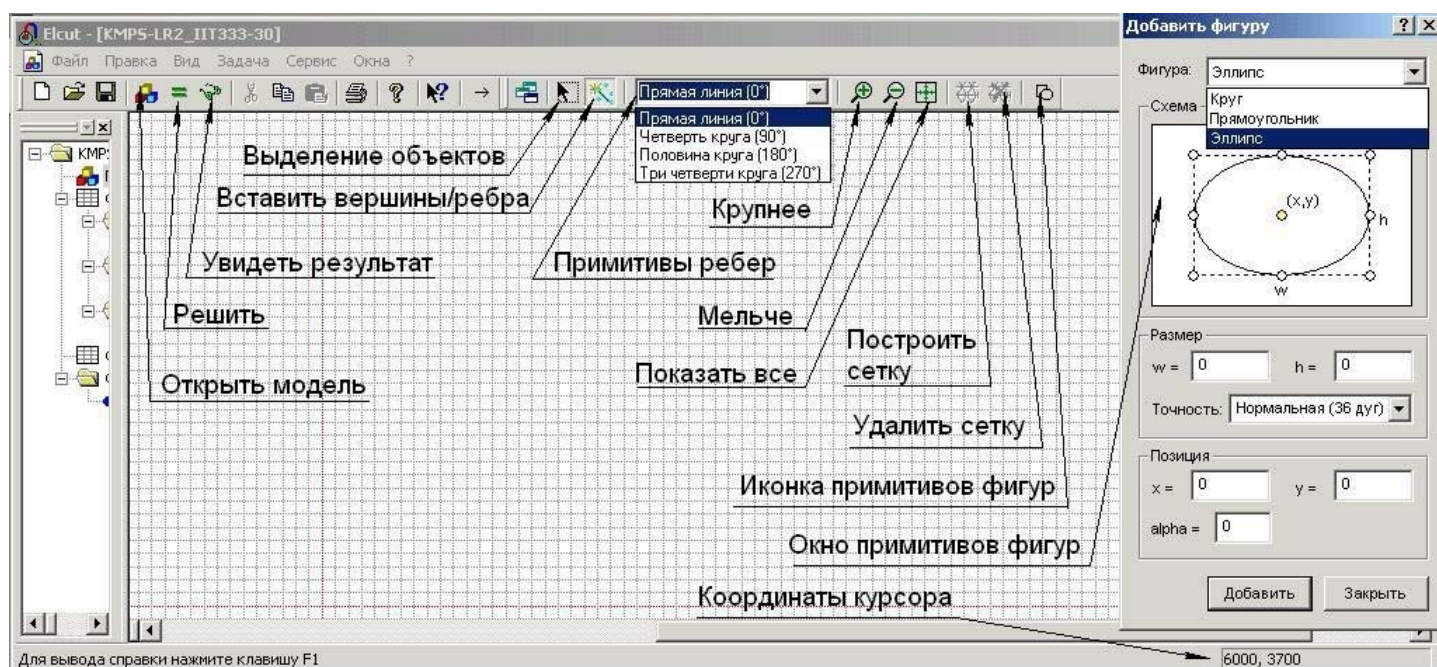 Elcut - [KMPS-LR2_IIT333-30]
Файл Правка Вид Задача Сервис Окна ?
Прямая линия (0°)
Прямая линия (0°)
Четверть круга (90°)
Половина круга (180°)
Три четверти круга (270°)
KMPS
Выделение объектов
Вставить вершины/ребра
Крупнее
Увидеть результат
Примитивы ребер
Решить
Мельче
Построить
сетку
Открыть модель
Показать все
Удалить сетку
Иконка примитивов фигур
Окно примитивов фигур
Координаты курсора
Для вывода справки нажмите клавишу F1
6000, 3700
Добавить фигуру
Фигура: Эллипс
Круг
Прямоугольник
Эллипс
Схема
(x,y)
h
w
Размер
w = 0 h = 0
Точность: Нормальная (36 дуг)
Позиция
x = 0 y = 0
alpha = 0
Добавить Закрыть